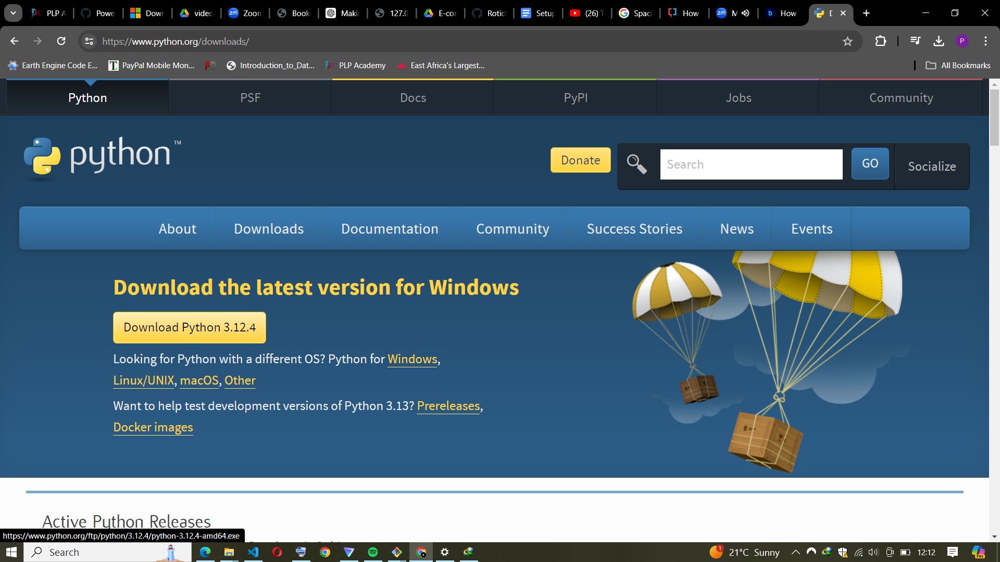 PLP A
Powe
Dowr
video
Zoom
Book
Maki
127.0
E-con
Rotic
Setup
(26) T
Spaci
How
M
How
https://www.python.org/downloads/
P
Earth Engine Code E...
PayPal Mobile Mon...
Introduction_to_Dat...
PLP Academy
East Africa's Largest...
All Bookmarks
Python
PSF
Docs
PyPI
Jobs
Community
python™
Donate
Search
GO
Socialize
About
Downloads
Documentation
Community
Success Stories
News
Events
Download the latest version for Windows
Download Python 3.12.4
Looking for Python with a different OS? Python for Windows,
Linux/UNIX, macOS, Other
Want to help test development versions of Python 3.13? Prereleases,
Docker images
Active Python Releases
https://www.python.org/ftp/python/3.12.4/python-3.12.4-amd64.exe
Search
1
21°C Sunny
12:12
PRE